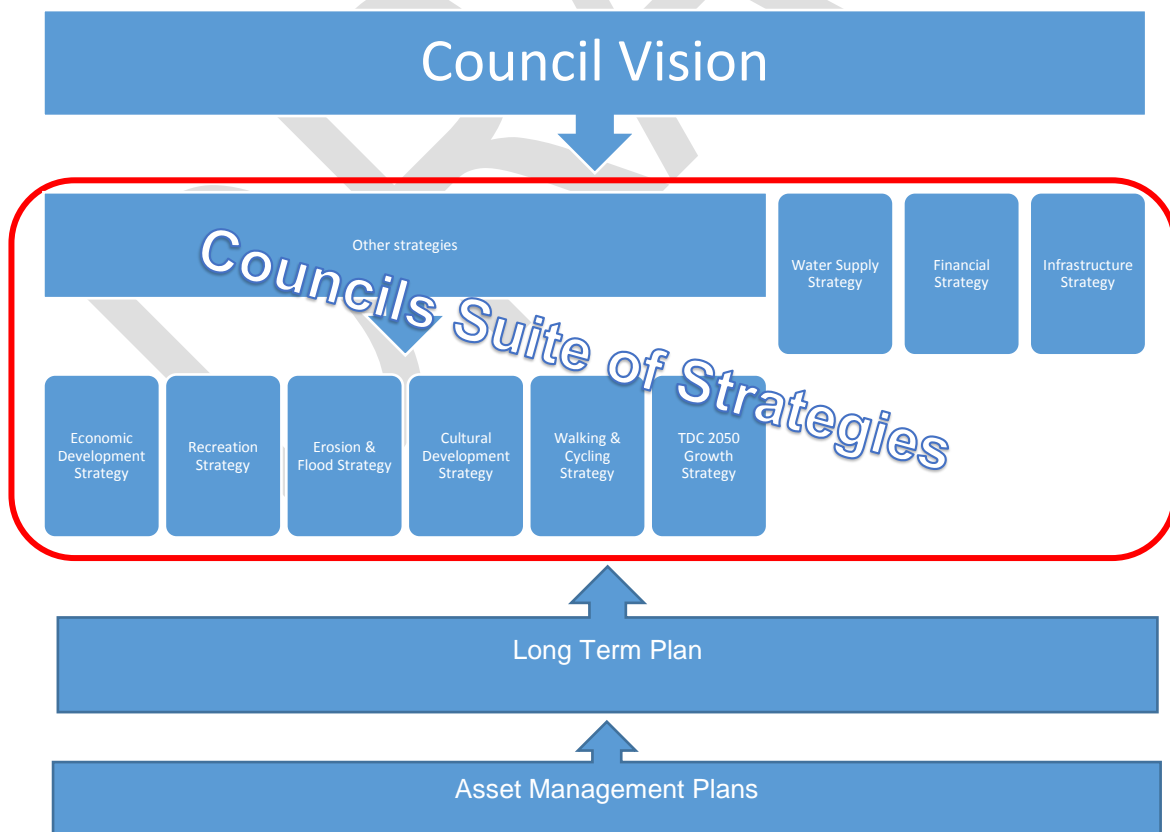 Council Vision
Other strategies
Water Supply
Strategy
Financial
Strategy
Infrastructure
Strategy
Councils Suite of Strategies
Economic
Development
Strategy
Recreation
Strategy
Erosion &
Flood Strategy
Cultural
Development
Strategy
Walking &
Cycling
Strategy
TDC 2050
Growth
Strategy
Long Term Plan
Asset Management Plans